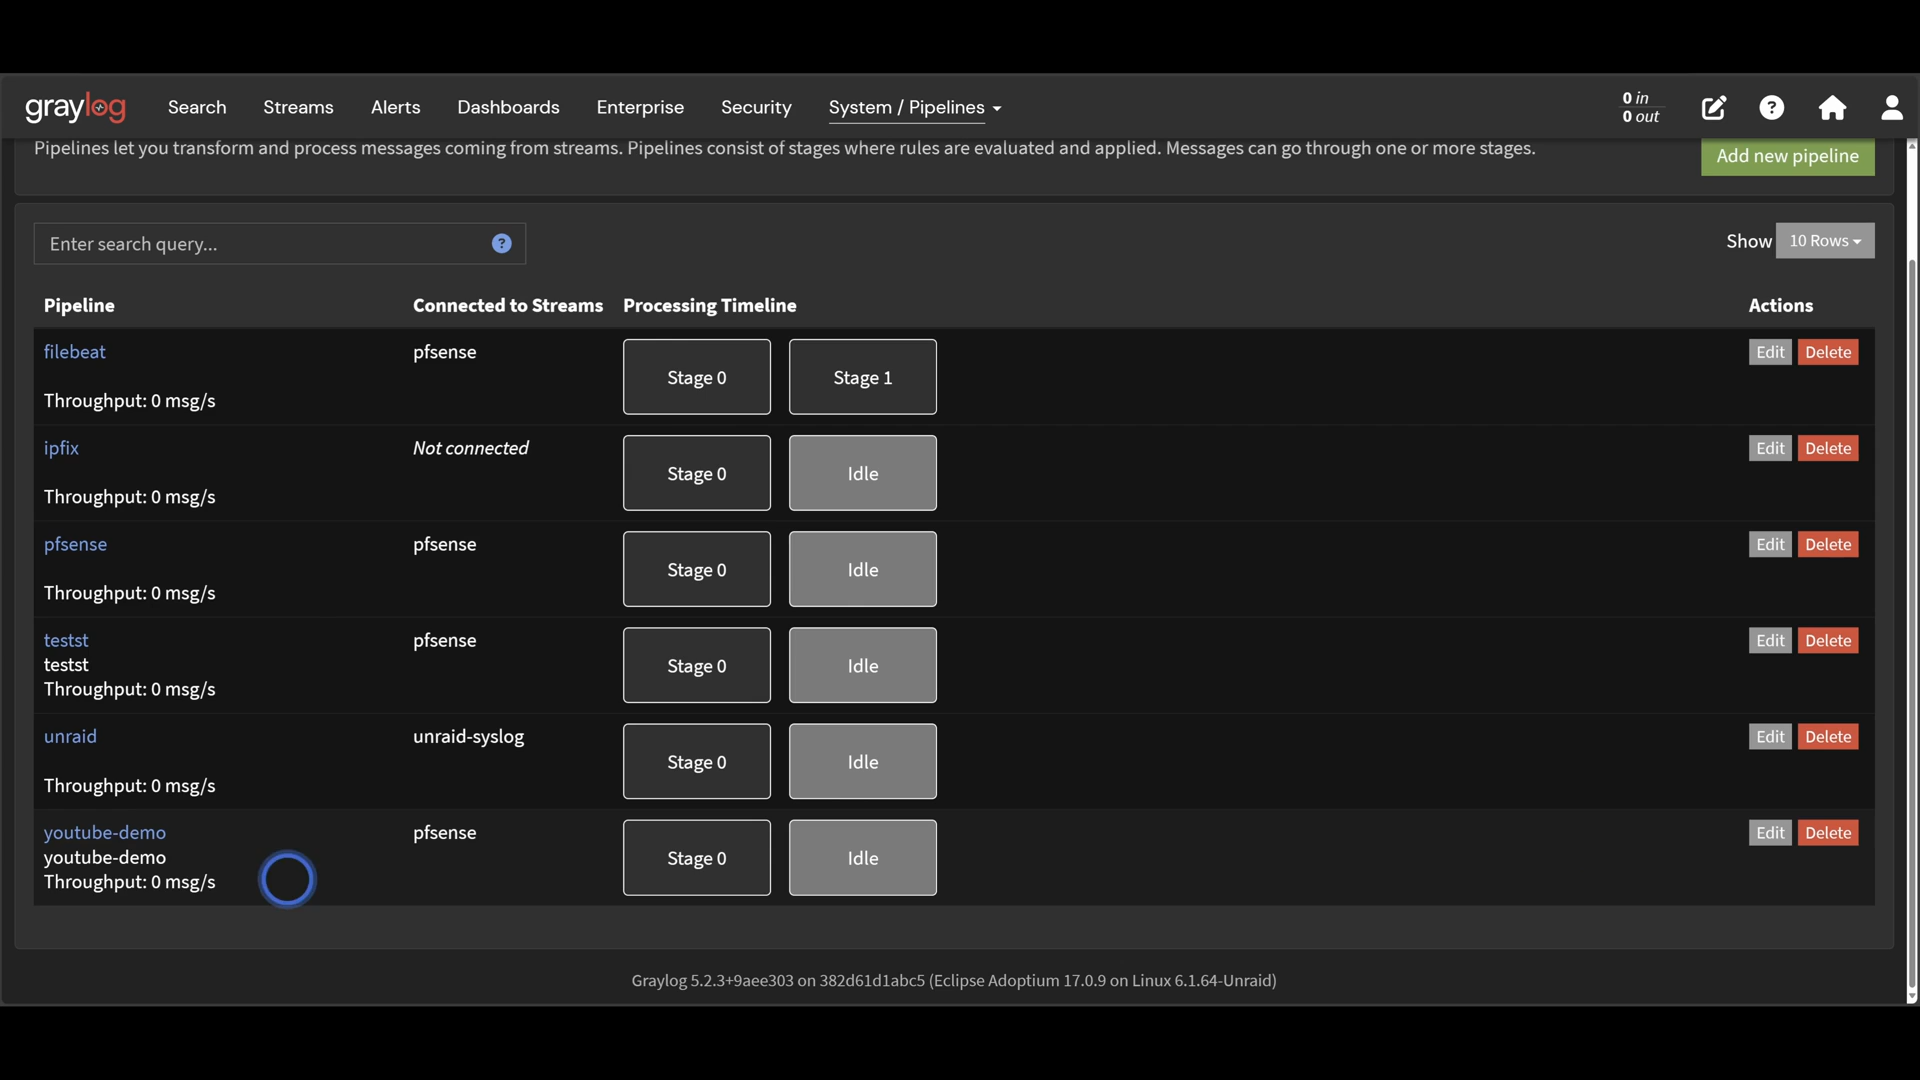 graylog Search Streams Alerts Dashboards Enterprise Security System / Pipelines 0 in
0 out
Pipelines let you transform and process messages coming from streams. Pipelines consist of stages where rules are evaluated and applied. Messages can go through one or more stages.
Add new pipeline
Enter search query... ? Show 10 Rows
Pipeline Connected to Streams Processing Timeline Actions
filebeat pfsense Stage 0 Stage 1 Edit Delete
Throughput: 0 msg/s
ipfix Not connected Stage 0 Idle Edit Delete
Throughput: 0 msg/s
pfsense pfsense Stage 0 Idle Edit Delete
Throughput: 0 msg/s
testst pfsense Stage 0 Idle Edit Delete
testst
Throughput: 0 msg/s
unraid unraid-syslog Stage 0 Idle Edit Delete
Throughput: 0 msg/s
youtube-demo pfsense Stage 0 Idle Edit Delete
youtube-demo
Throughput: 0 msg/s
Graylog 5.2.3+9aee303 on 382d61d1abc5 (Eclipse Adoptium 17.0.9 on Linux 6.1.64-Unraid)